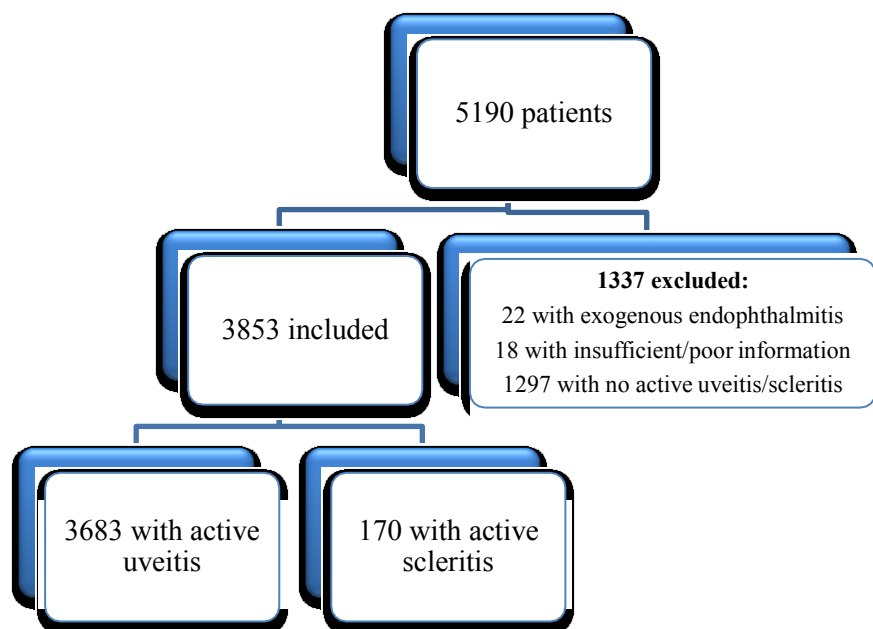 5190 patients
3853 included
1337 excluded:
22 with exogenous endophthalmitis
18 with insufficient/poor information
1297 with no active uveitis/scleritis
3683 with active
uveitis
170 with active
scleritis